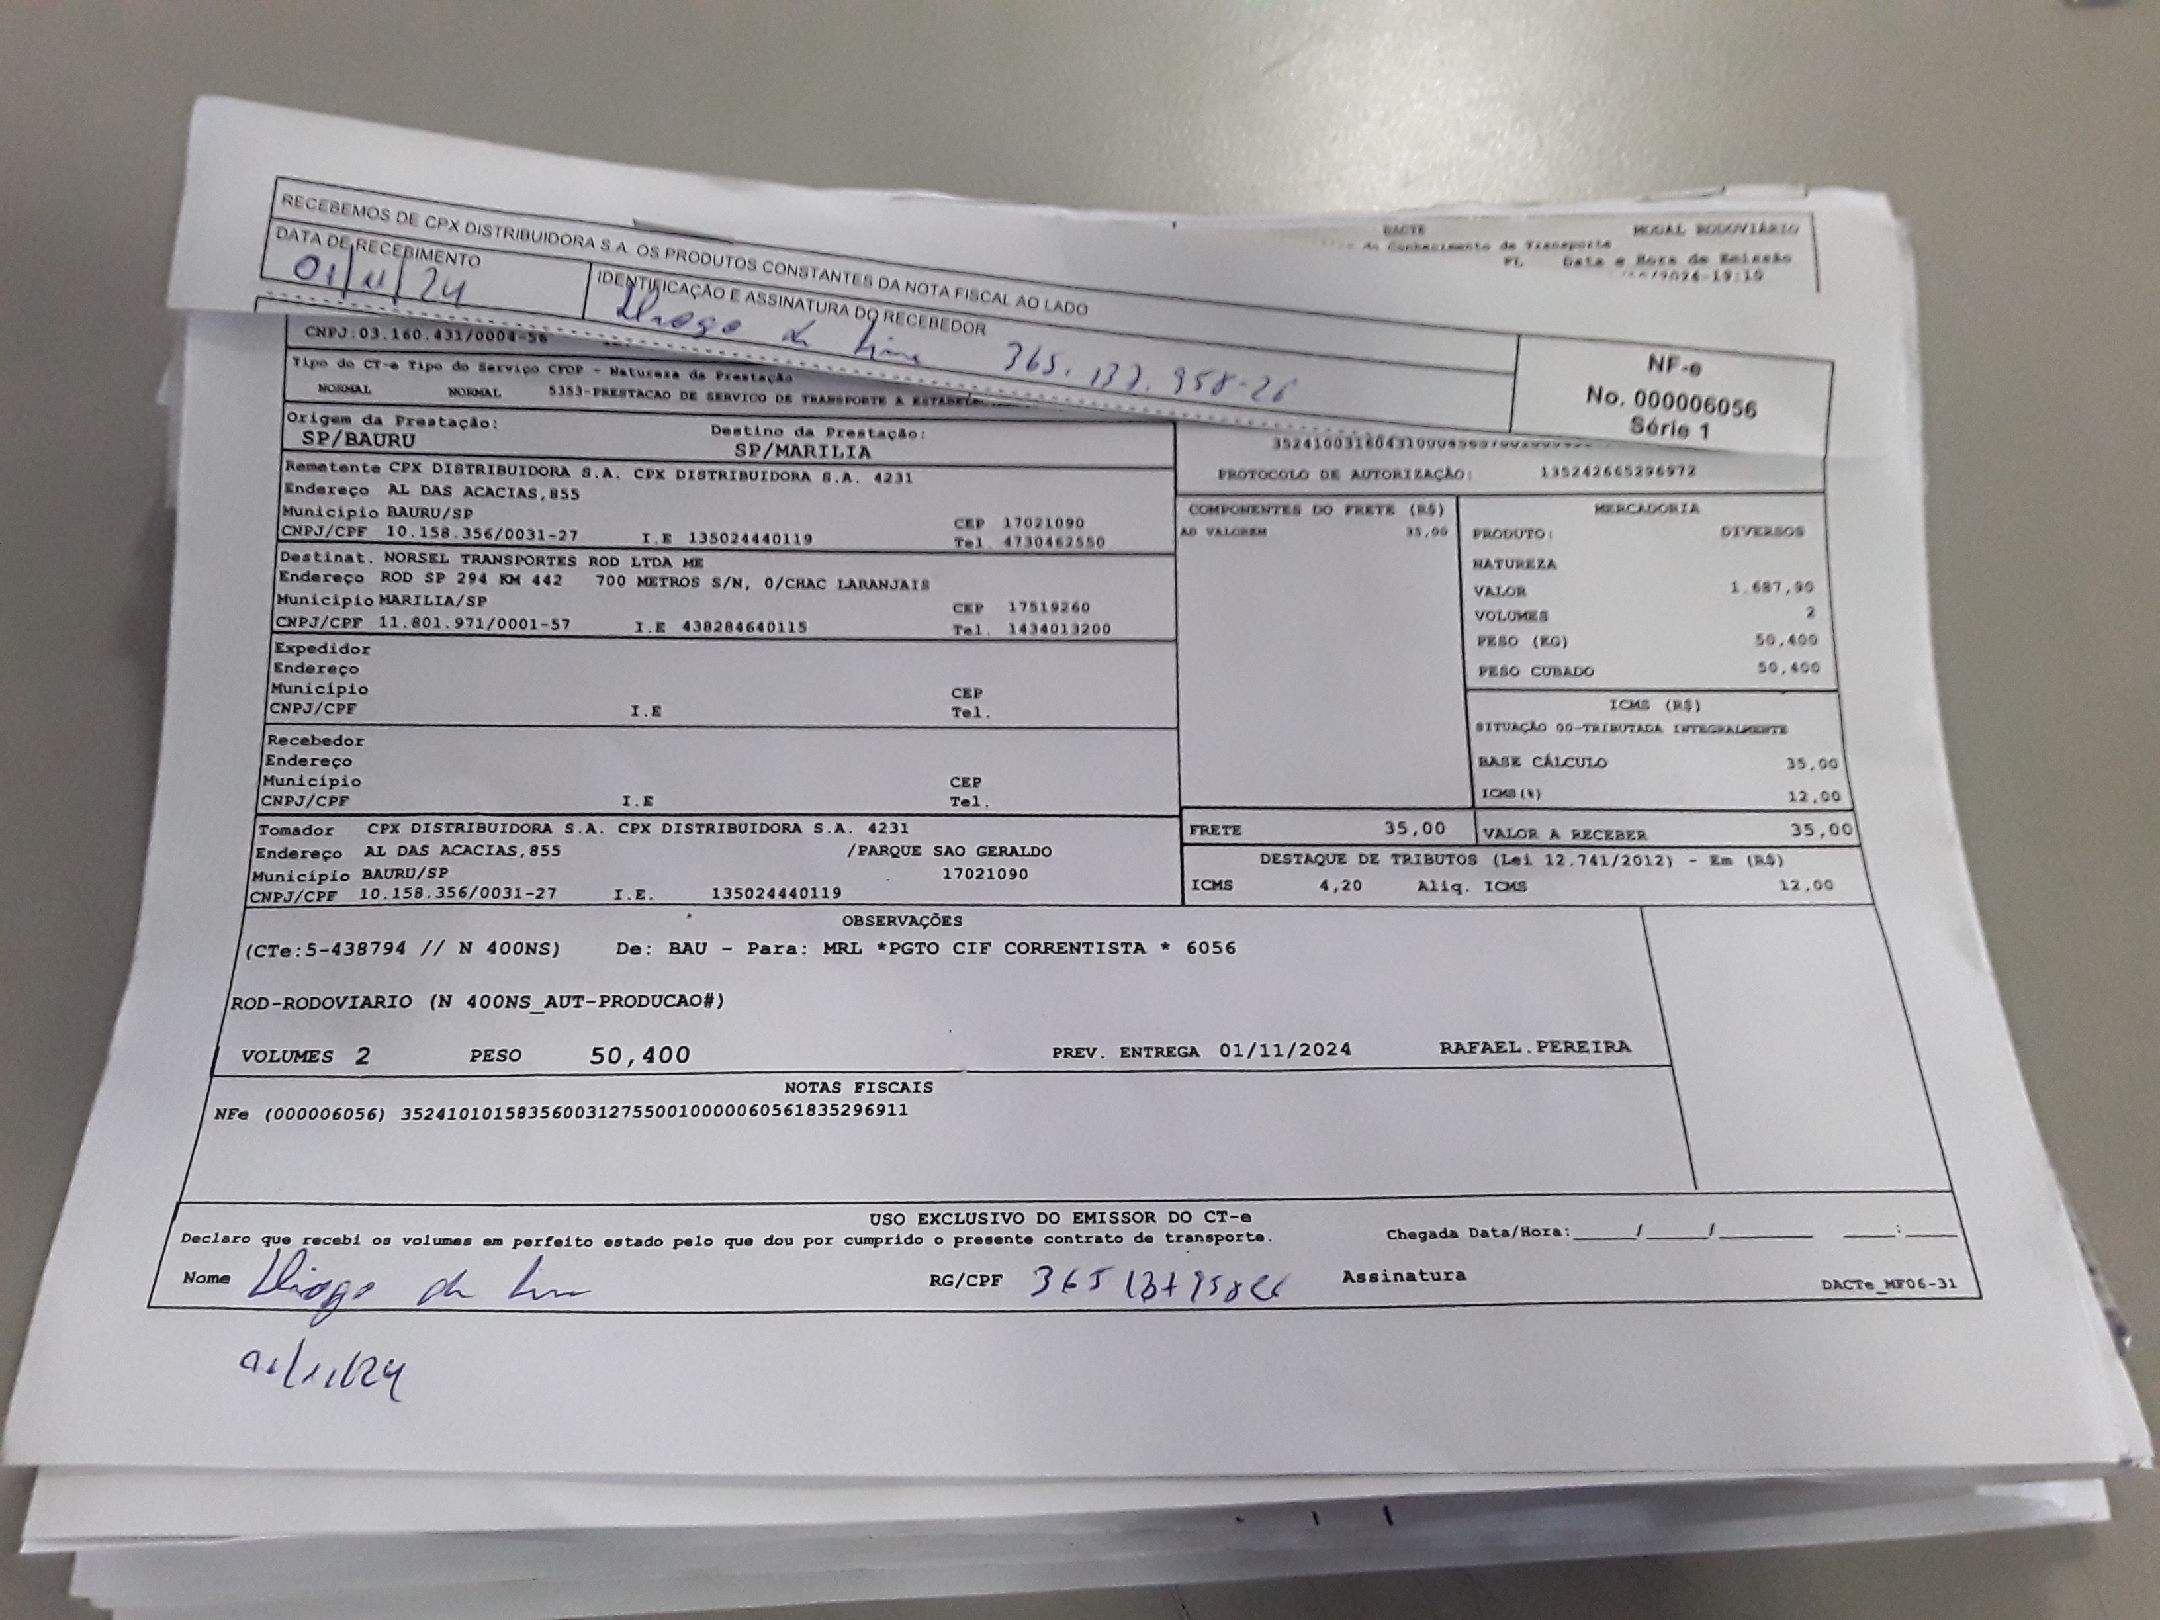 RECEBEMOS DE CPX DISTRIBUIDORA S.A. OS PRODUTOS CONSTANTES DA NOTA FISCAL AO LADO
DATA DE RECEBIMENTO
01/11/24
IDENTIFICAÇÃO E ASSINATURA DO RECEBEDOR
365.137.958-26
NF-e
No. 000006056
Série 1
DACTE MODAL RODOVIÁRIO
Conhecimento de Transporte
FL Data e Hora de Emissão
/2024-19:19
CNPJ:03.160.431/0004-56
Tipo do CT-e Tipo do Serviço CFOP - Natureza da Prestação
NORMAL NORMAL 5353-PRESTACAO DE SERVICO DE TRANSPORTE A
Origem da Prestação: Destino da Prestação:
SP/BAURU SP/MARILIA
PROTOCOLO DE AUTORIZAÇÃO: 135242665296972
Remetente CPX DISTRIBUIDORA S.A. CPX DISTRIBUIDORA S.A. 4231
Endereço AL DAS ACACIAS,855
Município BAURU/SP CEP 17021090
CNPJ/CPF 10.158.356/0031-27 I.E 135024440119 Tel. 4730462550
Destinat. NORSEL TRANSPORTES ROD LTDA ME
Endereço ROD SP 294 KM 442 700 METROS S/N, 0/CHAC LARANJAIS
Município MARILIA/SP CEP 17519260
CNPJ/CPF 11.801.971/0001-57 I.E 438284640115 Tel. 1434013200
Expedidor
Endereço
Município CEP
CNPJ/CPF I.E Tel.
Recebedor
Endereço
Município CEP
CNPJ/CPF I.E Tel.
Tomador CPX DISTRIBUIDORA S.A. CPX DISTRIBUIDORA S.A. 4231
Endereço AL DAS ACACIAS,855 /PARQUE SAO GERALDO
Município BAURU/SP 17021090
CNPJ/CPF 10.158.356/0031-27 I.E. 135024440119
COMPONENTES DO FRETE (R$)
AD VALOREM 35,00
MERCADORIA
PRODUTO: DIVERSOS
NATUREZA
VALOR 1.687,90
VOLUMES 2
PESO (KG) 50,400
PESO CUBADO 50,400
ICMS (R$)
SITUAÇÃO 00-TRIBUTADA INTEGRALMENTE
BASE CÁLCULO 35,00
ICMS(%) 12,00
FRETE 35,00 VALOR A RECEBER 35,00
DESTAQUE DE TRIBUTOS (Lei 12.741/2012) - Em (R$)
ICMS 4,20 Aliq. ICMS 12,00
OBSERVAÇÕES
(CTe:5-438794 // N 400NS) De: BAU - Para: MRL *PGTO CIF CORRENTISTA * 6056
ROD-RODOVIARIO (N 400NS_AUT-PRODUCAO#)
VOLUMES 2 PESO 50,400 PREV. ENTREGA 01/11/2024 RAFAEL.PEREIRA
NOTAS FISCAIS
NFe (000006056) 35241010158356003127550010000060561835296911
USO EXCLUSIVO DO EMISSOR DO CT-e
Declaro que recebi os volumes em perfeito estado pelo que dou por cumprido o presente contrato de transporte. Chegada Data/Hora:____/____/________ ____:____
Nome RG/CPF Assinatura DACTe_MF06-31
01/11/24